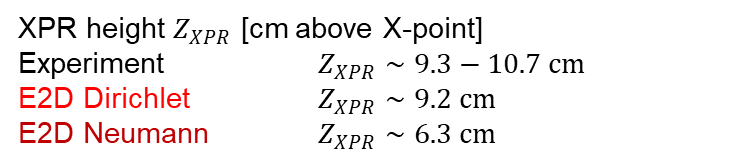 XPR height Z_XPR [cm above X-point]
Experiment Z_XPR ~ 9.3 − 10.7 cm
E2D Dirichlet Z_XPR ~ 9.2 cm
E2D Neumann Z_XPR ~ 6.3 cm